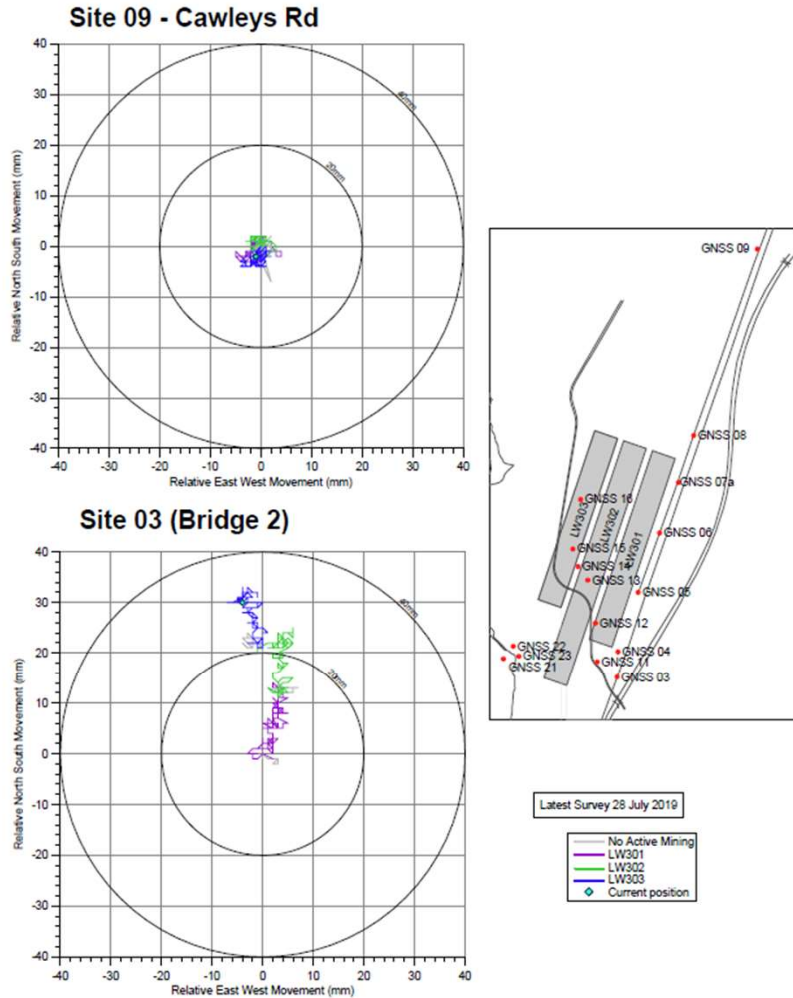 Site 09 - Cawleys Rd
40
30
20
10
0
-10
-20
-30
-40
Relative North South Movement (mm)
40mm
20mm
-40 -30 -20 -10 0 10 20 30 40
Relative East West Movement (mm)
Site 03 (Bridge 2)
40
30
20
10
0
-10
-20
-30
-40
Relative North South Movement (mm)
40mm
20mm
-40 -30 -20 -10 0 10 20 30 40
Relative East West Movement (mm)
GNSS 09
GNSS 08
GNSS 07a
GNSS 16
LW303
LW302
LW301
GNSS 06
GNSS 15
GNSS 14
GNSS 13
GNSS 05
GNSS 12
GNSS 22
GNSS 23
GNSS 21
GNSS 04
GNSS 11
GNSS 03
Latest Survey 28 July 2019
No Active Mining
LW301
LW302
LW303
Current position